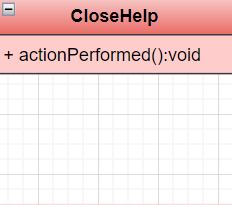 CloseHelp
+ actionPerformed():void